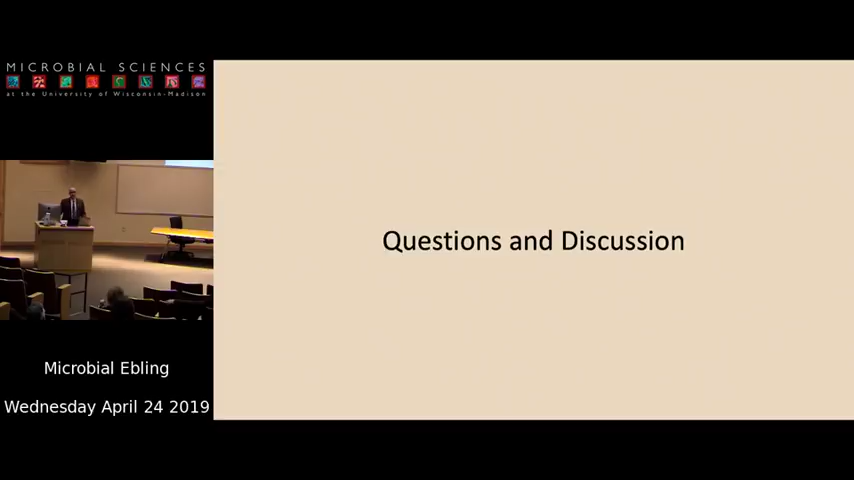 MICROBIAL SCIENCES
at the University of Wisconsin-Madison
Questions and Discussion
Microbial Ebling
Wednesday April 24 2019